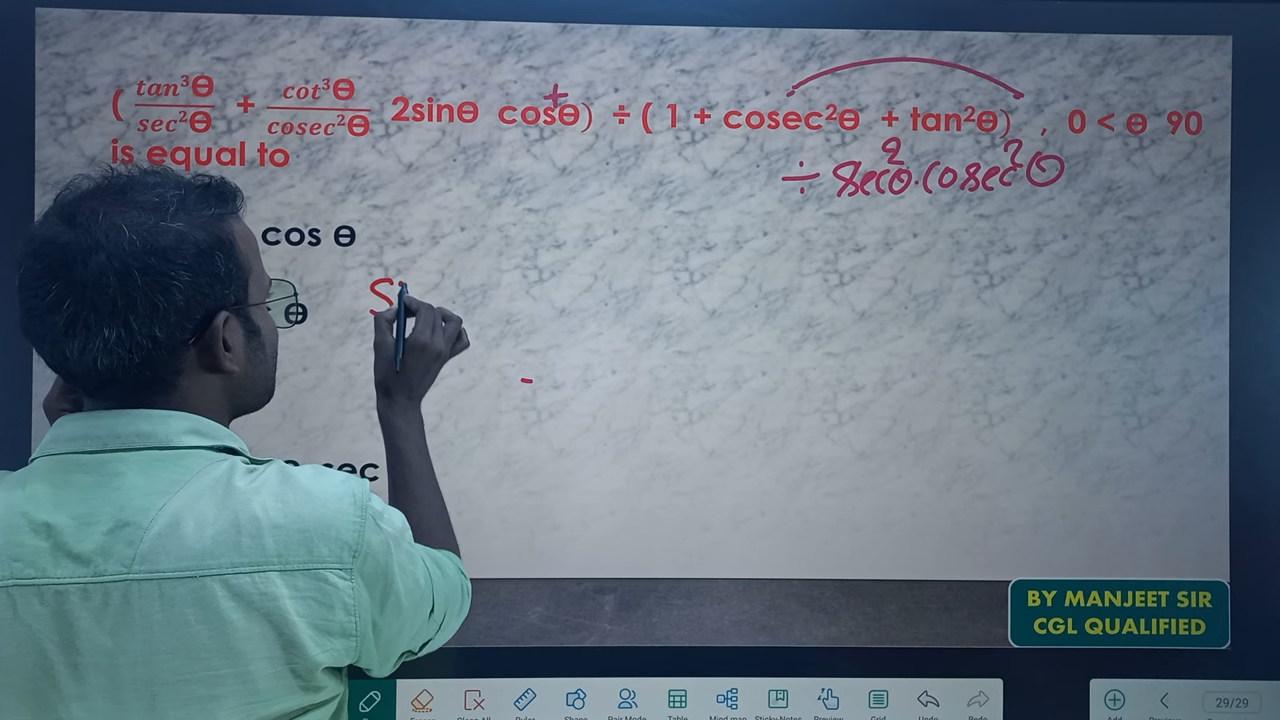 ( tan³θ/sec²θ + cot³θ/cosec²θ 2sinθ cosθ) ÷ ( 1 + cosec²θ + tan²θ) , 0 < θ 90
+
is equal to
÷ sec²θ.cosec²θ
cos θ
θ
S
-
sec
BY MANJEET SIR
CGL QUALIFIED
29/29